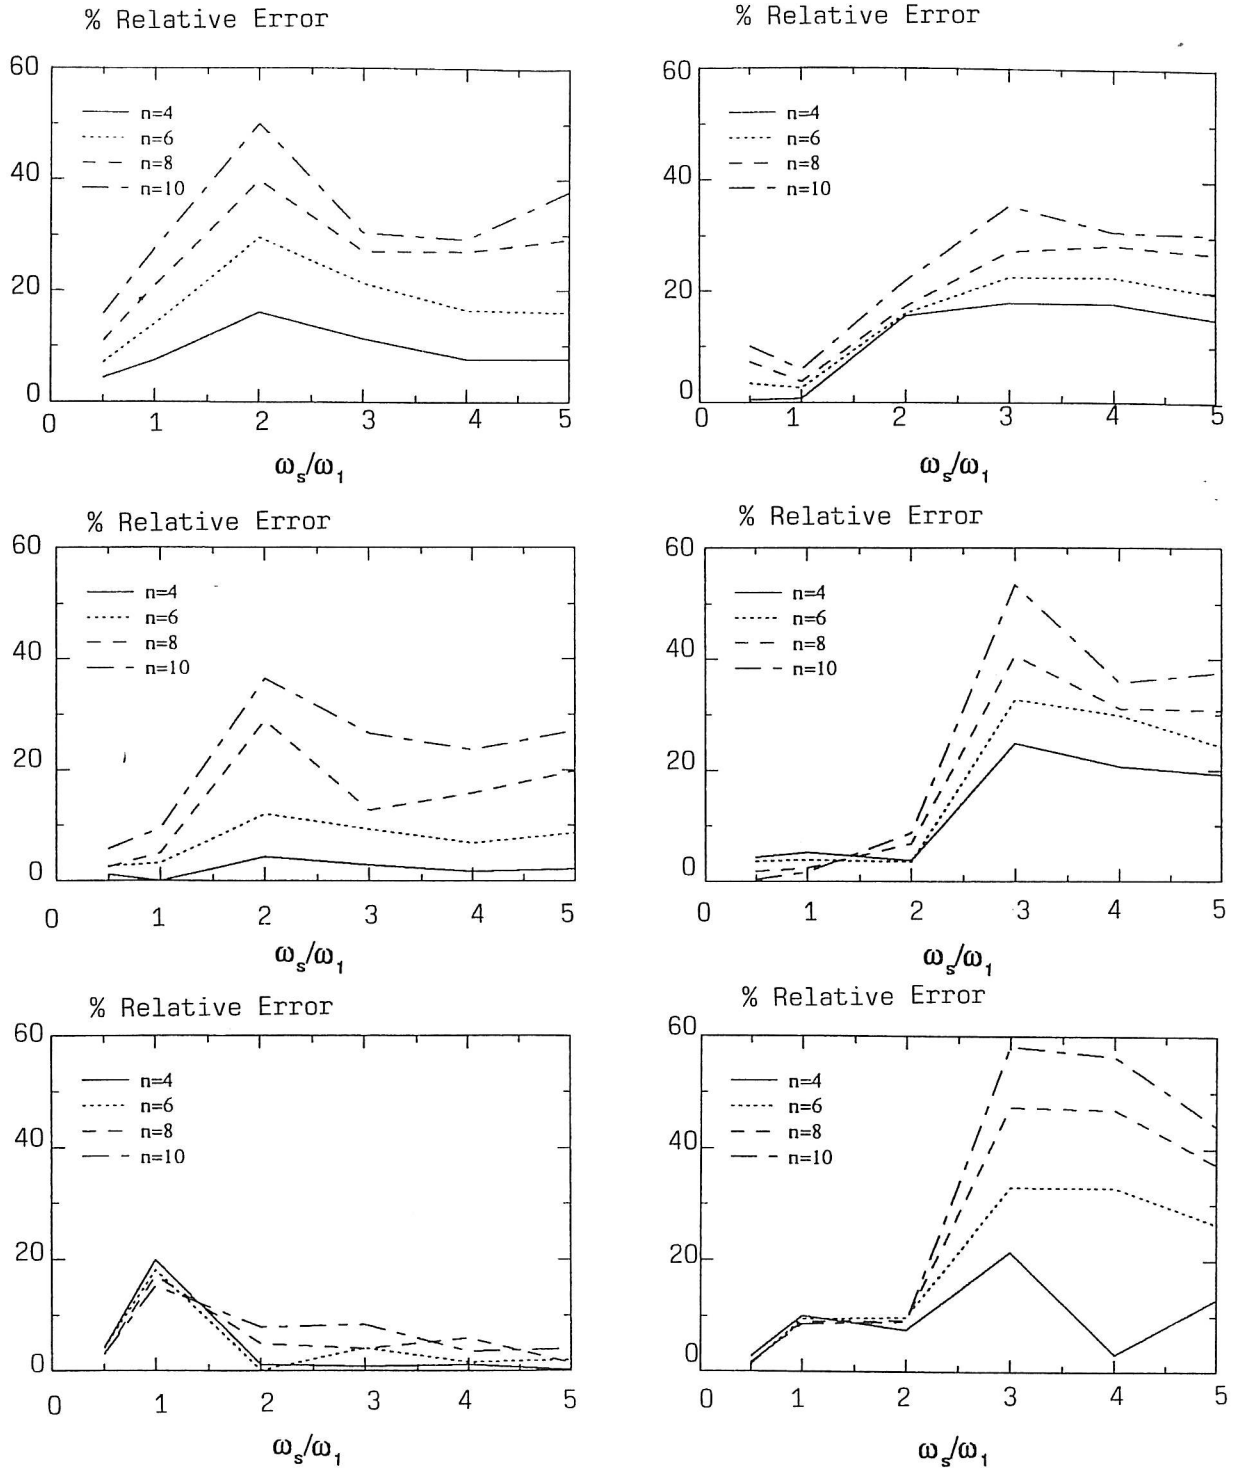 % Relative Error
60
40
20
0
n=4
n=6
n=8
n=10
0 1 2 3 4 5
ωs/ω1
% Relative Error
60
40
20
0
n=4
n=6
n=8
n=10
0 1 2 3 4 5
ωs/ω1
% Relative Error
60
40
20
0
n=4
n=6
n=8
n=10
0 1 2 3 4 5
ωs/ω1
% Relative Error
60
40
20
0
n=4
n=6
n=8
n=10
0 1 2 3 4 5
ωs/ω1
% Relative Error
60
40
20
0
n=4
n=6
n=8
n=10
0 1 2 3 4 5
ωs/ω1
% Relative Error
60
40
20
0
n=4
n=6
n=8
n=10
0 1 2 3 4 5
ωs/ω1